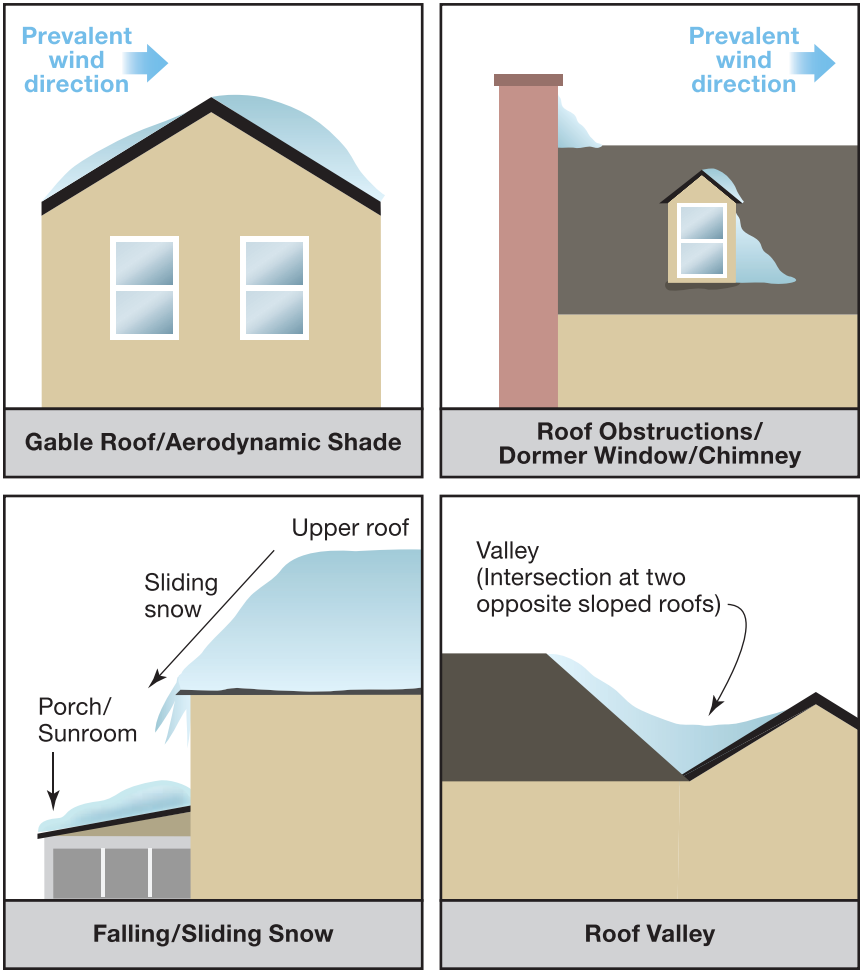 Prevalent
wind
direction
Gable Roof/Aerodynamic Shade
Prevalent
wind
direction
Roof Obstructions/
Dormer Window/Chimney
Upper roof
Sliding
snow
Porch/
Sunroom
Falling/Sliding Snow
Valley
(Intersection at two
opposite sloped roofs)
Roof Valley